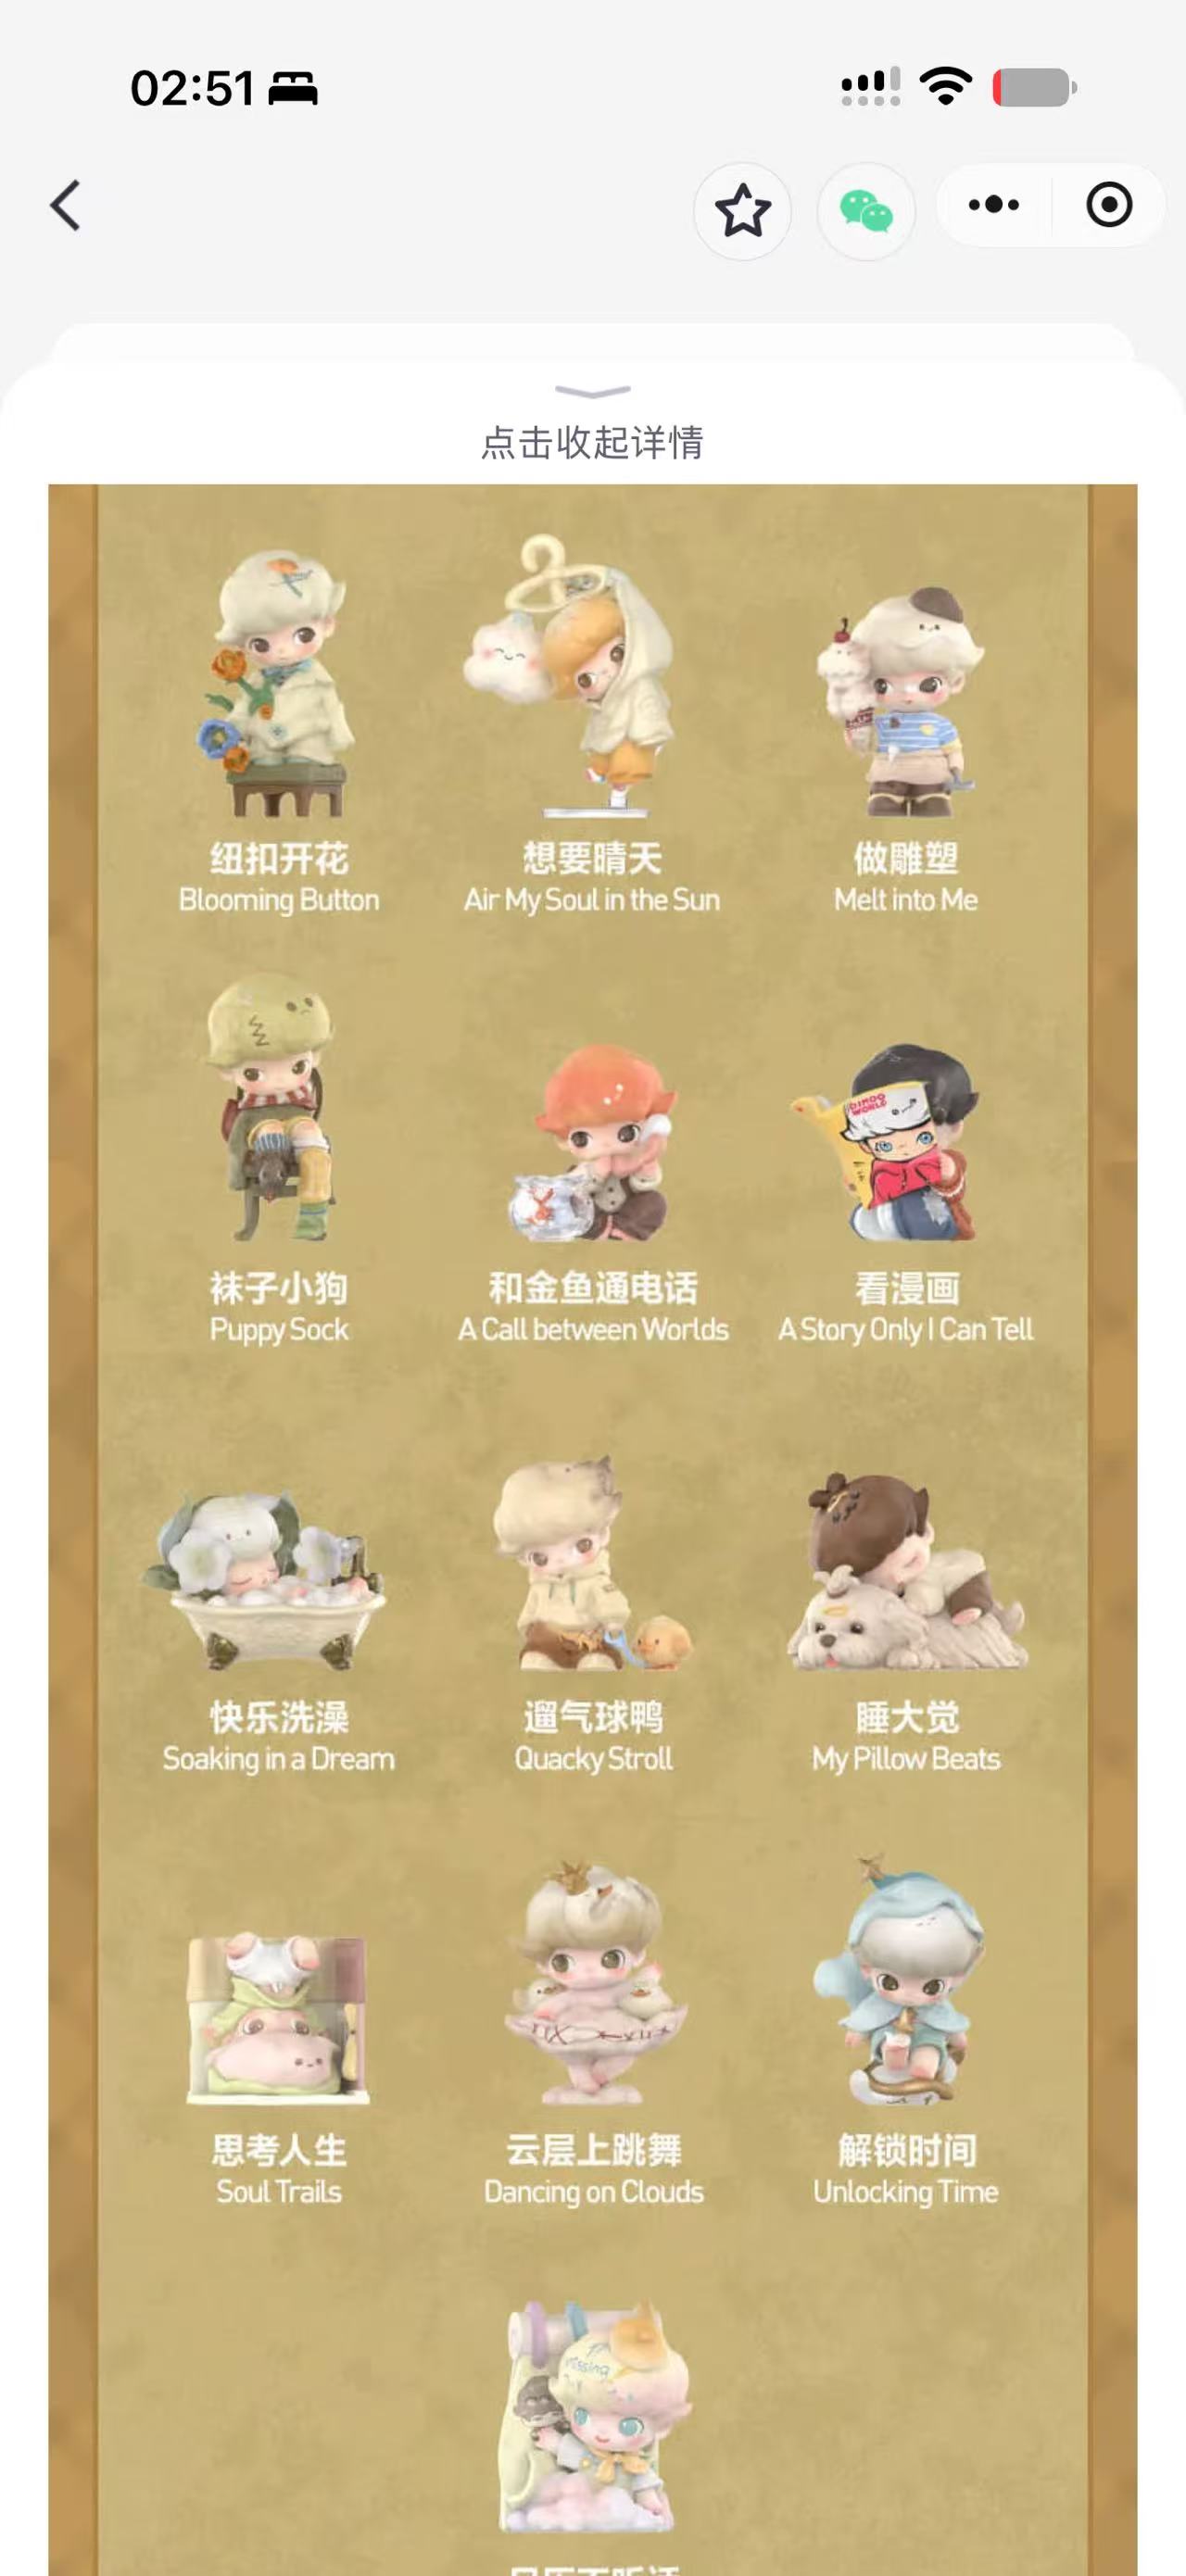 02:51
点击收起详情
纽扣开花
Blooming Button
想要晴天
Air My Soul in the Sun
做雕塑
Melt into Me
袜子小狗
Puppy Sock
和金鱼通电话
A Call between Worlds
DIMOO
WORLD
看漫画
A Story Only I Can Tell
快乐洗澡
Soaking in a Dream
遛气球鸭
Quacky Stroll
睡大觉
My Pillow Beats
思考人生
Soul Trails
云层上跳舞
Dancing on Clouds
解锁时间
Unlocking Time
missing